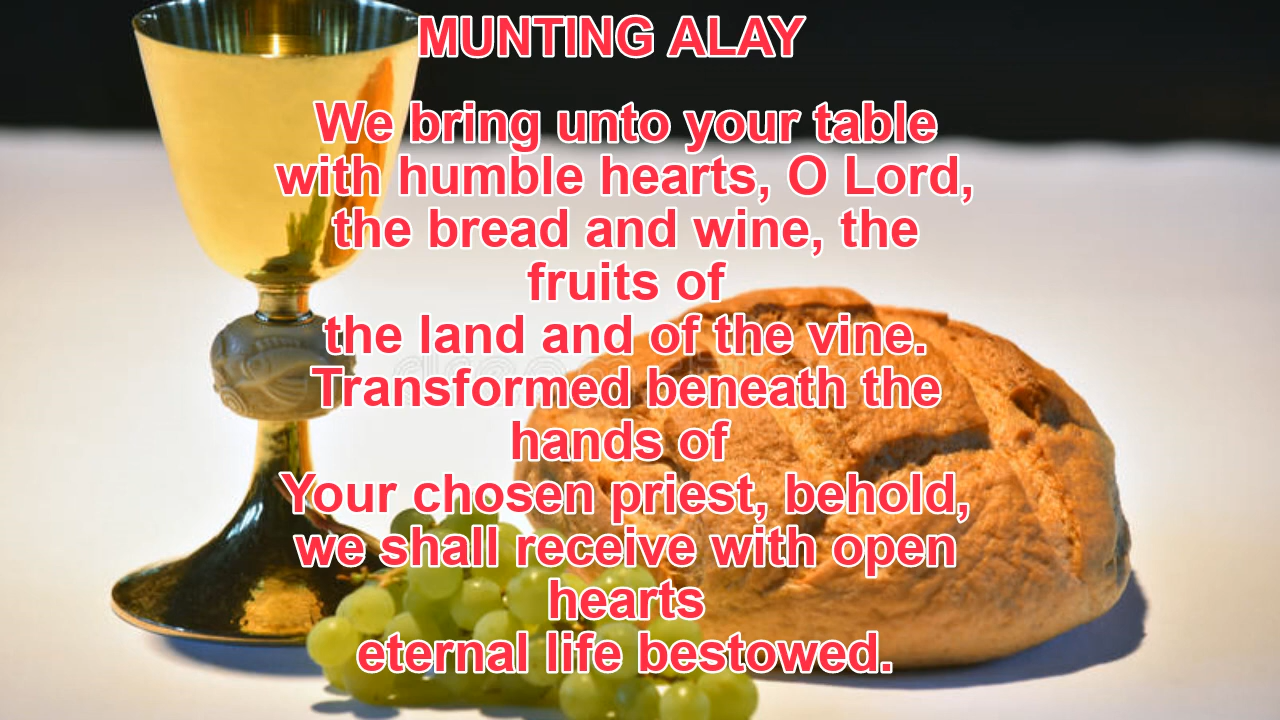 MUNTING ALAY
We bring unto your table
with humble hearts, O Lord,
the bread and wine, the
fruits of
the land and of the vine.
Transformed beneath the
hands of
Your chosen priest, behold,
we shall receive with open
hearts
eternal life bestowed.